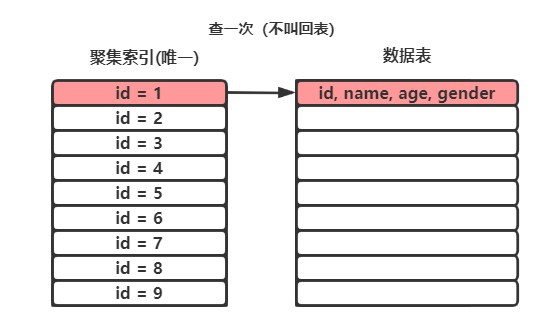 查一次（不叫回表）
聚集索引(唯一)
数据表
id = 1
id, name, age, gender
id = 2
id = 3
id = 4
id = 5
id = 6
id = 7
id = 8
id = 9